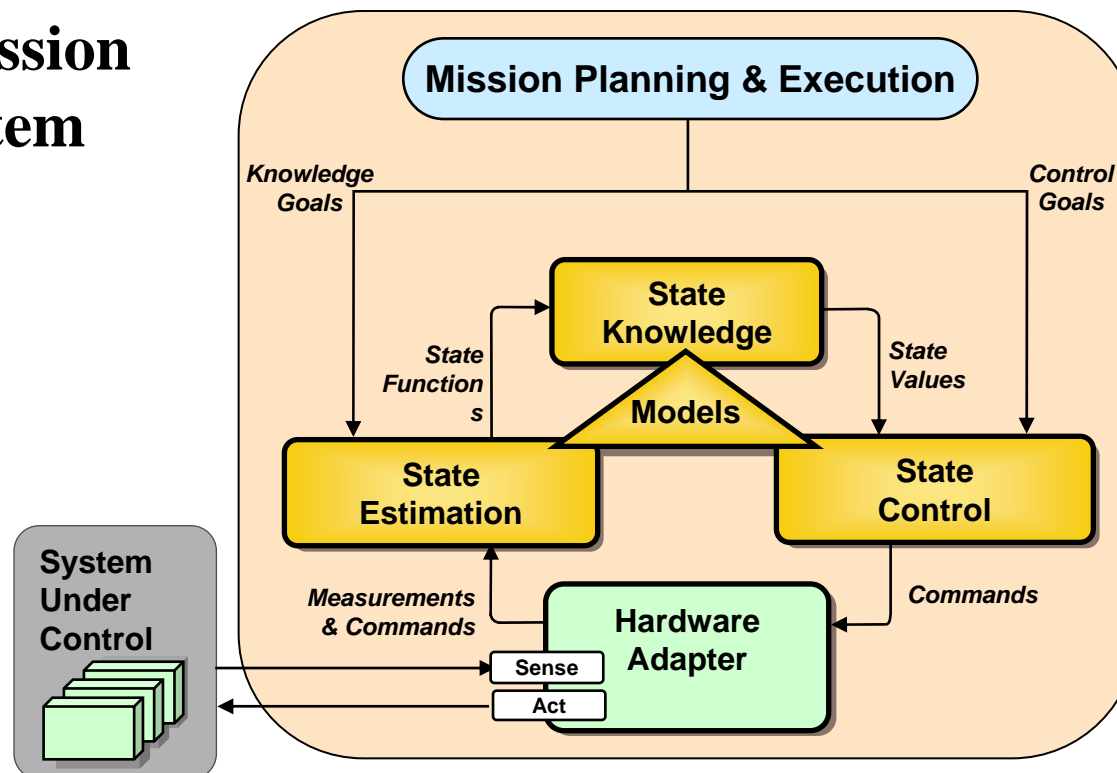 ssion
tem
Mission Planning & Execution
Knowledge
Goals
Control
Goals
State
Knowledge
State
Function
s
State
Values
Models
State
Estimation
State
Control
System
Under
Control
Measurements
& Commands
Commands
Hardware
Adapter
Sense
Act